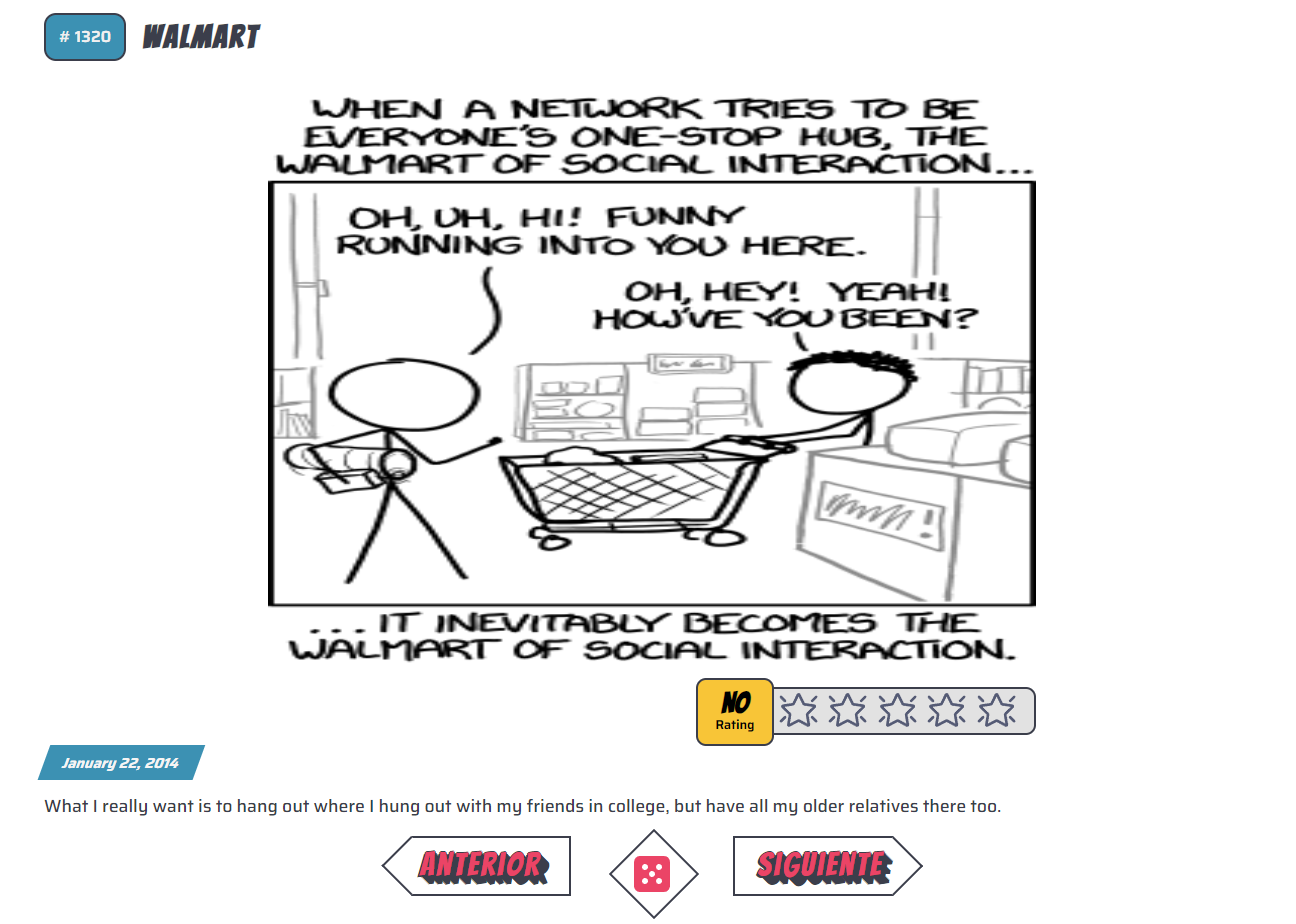 # 1320
WALMART
WHEN A NETWORK TRIES TO BE
EVERYONE'S ONE-STOP HUB, THE
WALMART OF SOCIAL INTERACTION...
OH, UH, HI! FUNNY
RUNNING INTO YOU HERE.
OH, HEY! YEAH!
HOW'VE YOU BEEN?
...IT INEVITABLY BECOMES THE
WALMART OF SOCIAL INTERACTION.
NO
Rating
January 22, 2014
What I really want is to hang out where I hung out with my friends in college, but have all my older relatives there too.
ANTERIOR
SIGUIENTE